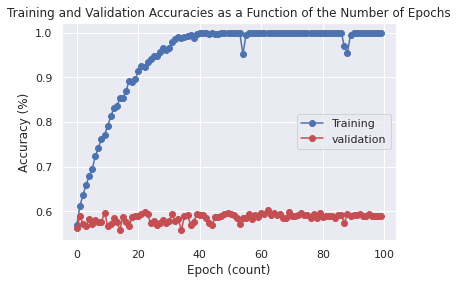 Training and Validation Accuracies as a Function of the Number of Epochs
1.0
0.9
0.8
0.7
0.6
Accuracy (%)
Training
validation
0 20 40 60 80 100
Epoch (count)